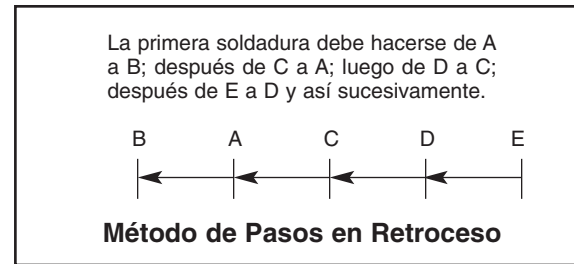 La primera soldadura debe hacerse de A
a B; después de C a A; luego de D a C;
después de E a D y así sucesivamente.
B A C D E
Método de Pasos en Retroceso